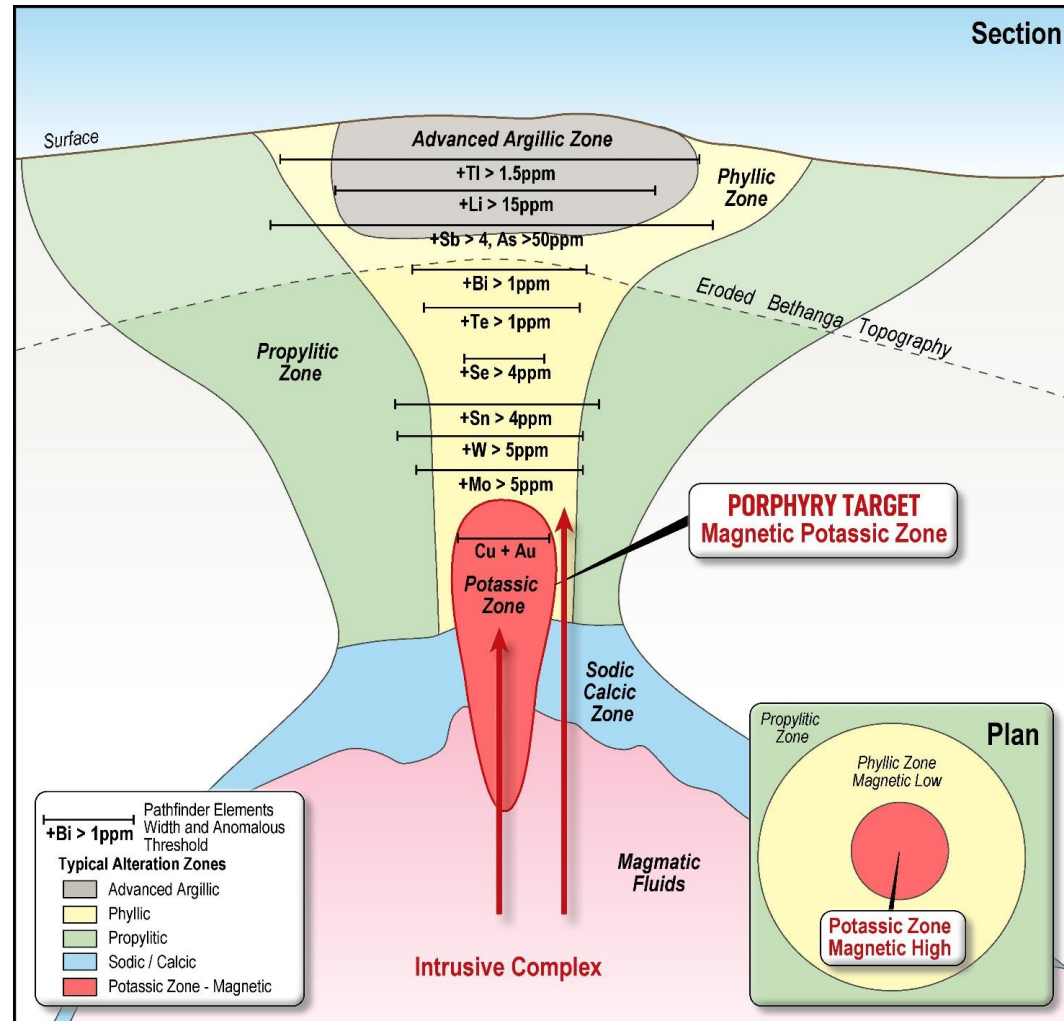 Section
Surface
Advanced Argillic Zone
+Tl > 1.5ppm
Phyllic
Zone
+Li > 15ppm
+Sb > 4, As >50ppm
+Bi > 1ppm
Eroded Bethanga Topography
+Te > 1ppm
Propylitic
Zone
+Se > 4ppm
+Sn > 4ppm
+W > 5ppm
+Mo > 5ppm
PORPHYRY TARGET
Magnetic Potassic Zone
Cu + Au
Potassic
Zone
Sodic
Calcic
Zone
Magmatic
Fluids
Intrusive Complex
+Bi > 1ppm
Pathfinder Elements
Width and Anomalous
Threshold
Typical Alteration Zones
Advanced Argillic
Phyllic
Propylitic
Sodic / Calcic
Potassic Zone - Magnetic
Propylitic
Zone
Plan
Phyllic Zone
Magnetic Low
Potassic Zone
Magnetic High